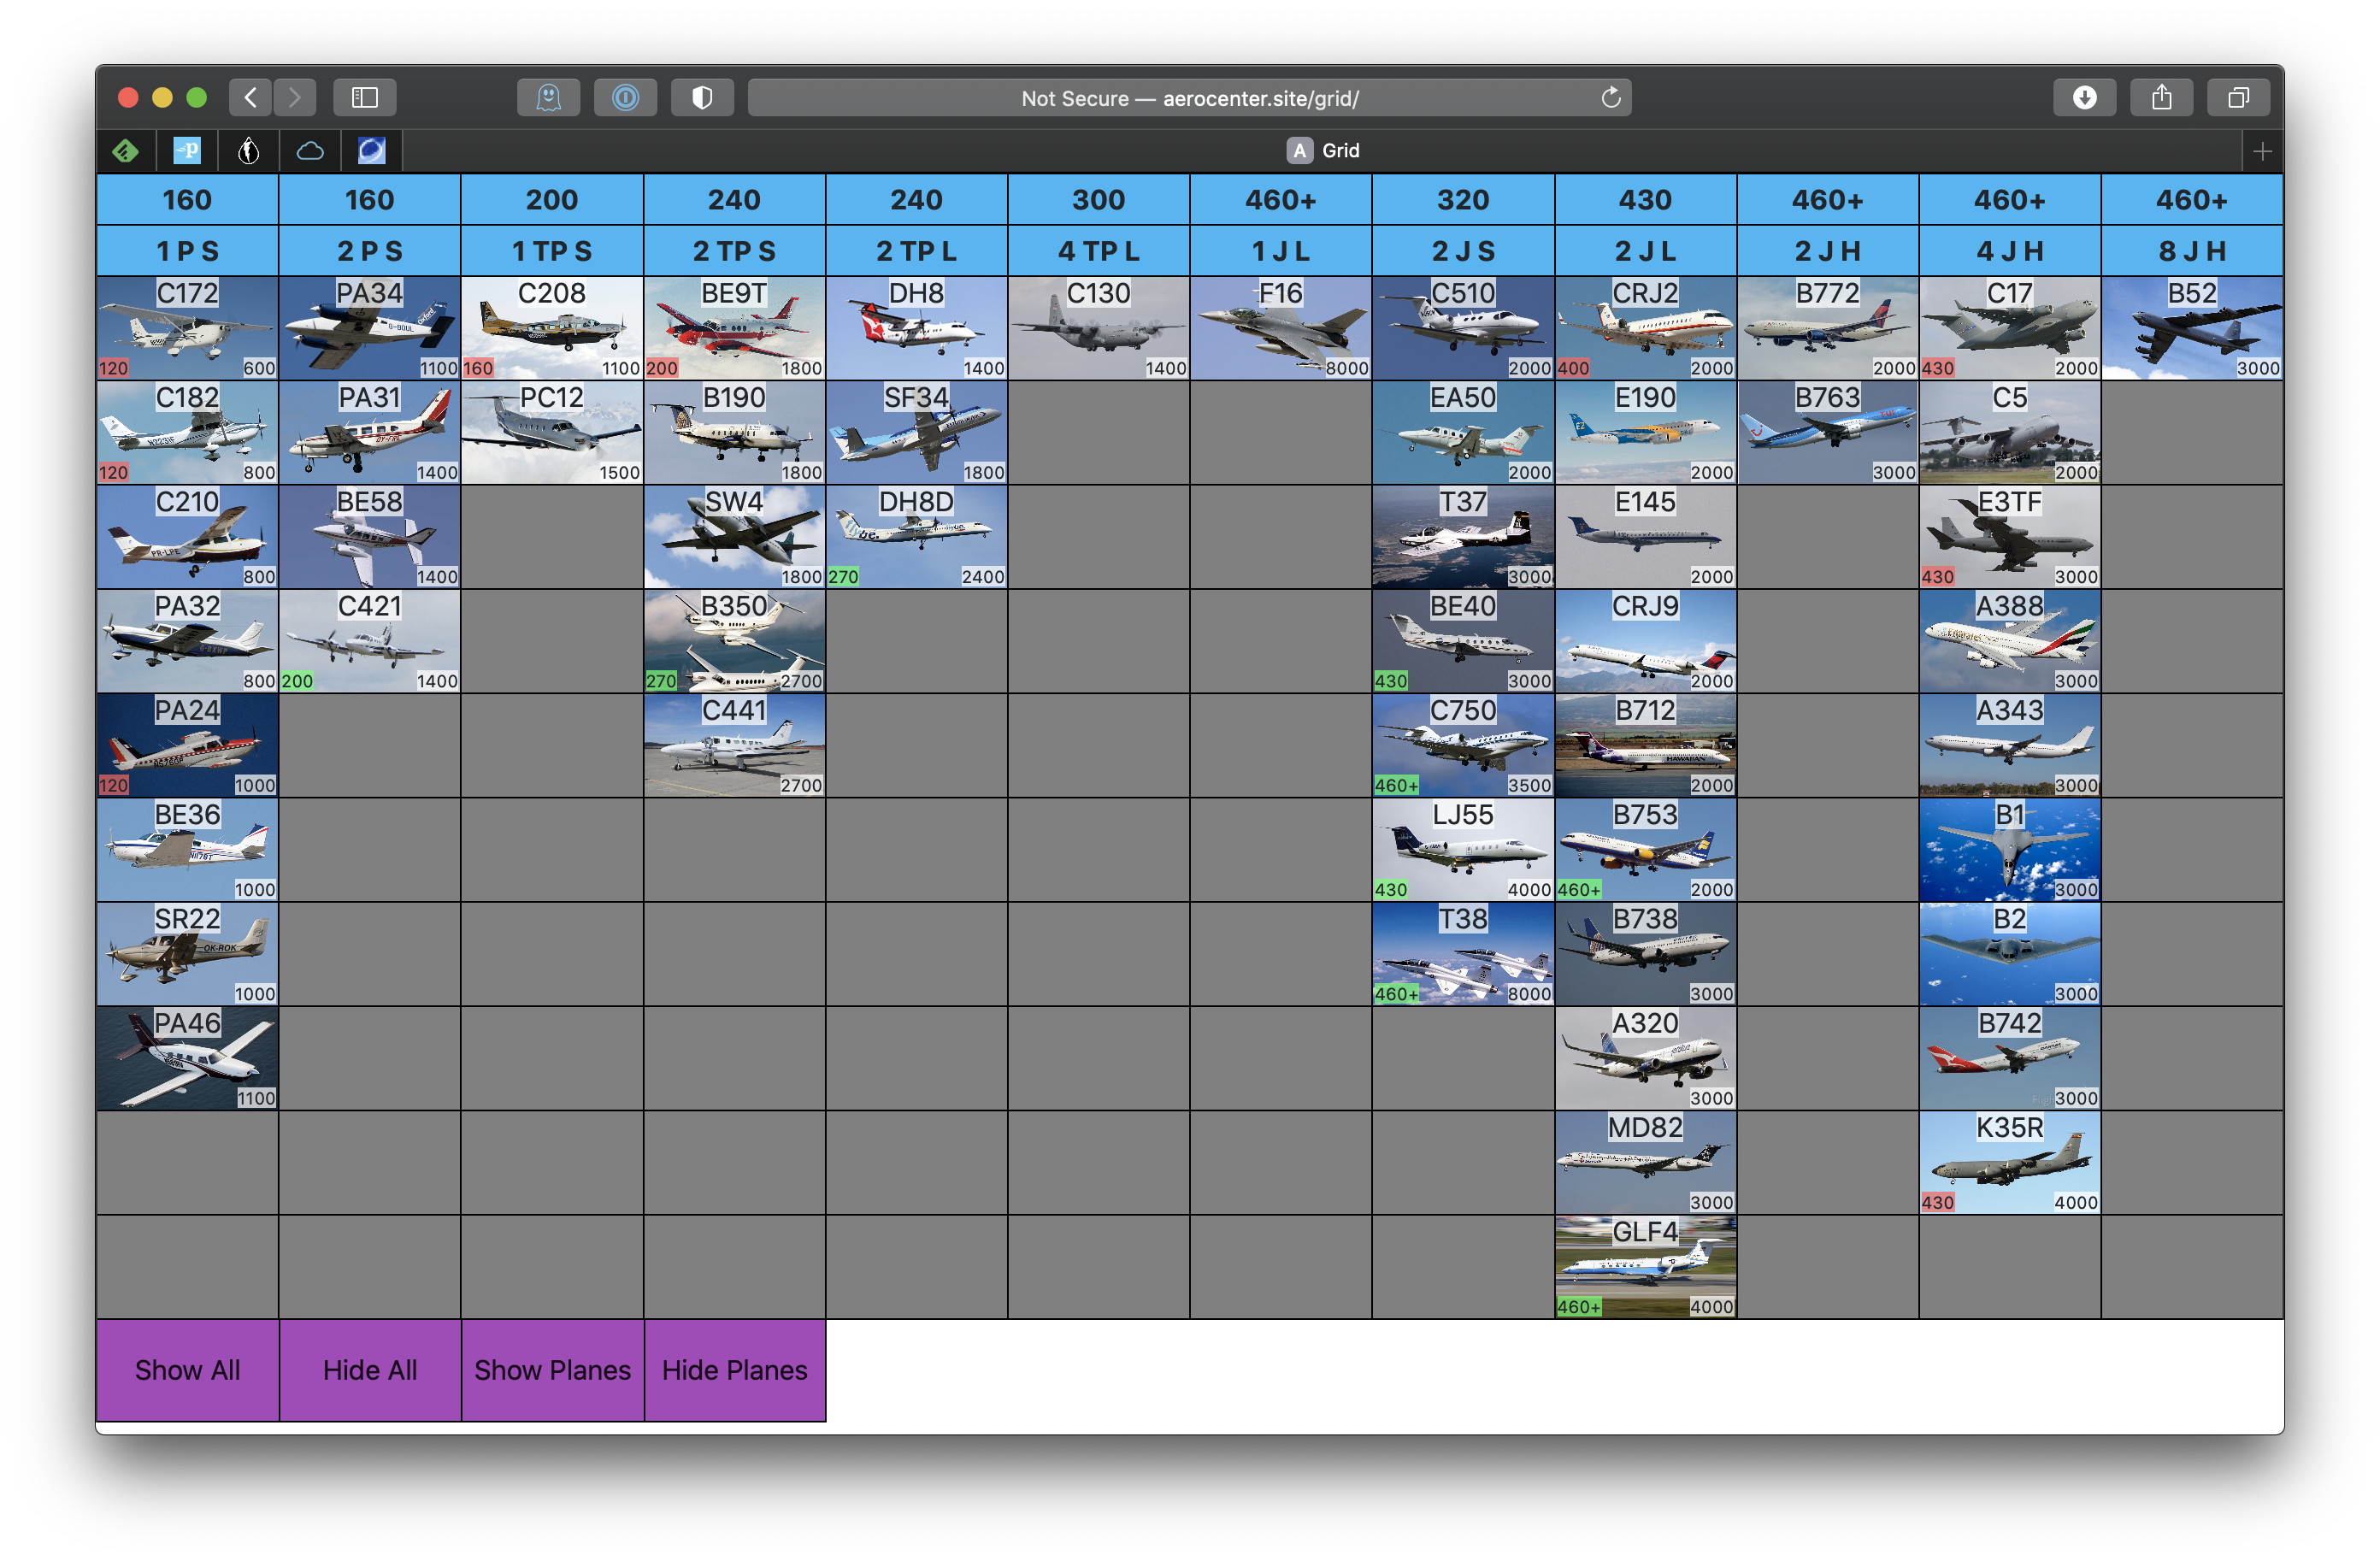 Not Secure — aerocenter.site/grid/
A Grid
160 160 200 240 240 300 460+ 320 430 460+ 460+ 460+
1 P S 2 P S 1 TP S 2 TP S 2 TP L 4 TP L 1 J L 2 J S 2 J L 2 J H 4 J H 8 J H
C172 PA34 C208 BE9T DH8 C130 F16 C510 CRJ2 B772 C17 B52
120 600 1100 160 1100 200 1800 1400 1400 8000 2000 400 2000 2000 430 2000 3000
C182 PA31 PC12 B190 SF34 EA50 E190 B763 C5
120 800 1400 1500 1800 1800 2000 2000 3000 2000
C210 BE58 SW4 DH8D T37 E145 E3TF
800 1400 1800 270 2400 3000 2000 430 3000
PA32 C421 B350 BE40 CRJ9 A388
800 200 1400 270 2700 430 3000 2000 3000
PA24 C441 C750 B712 A343
120 1000 2700 460+ 3500 2000 3000
BE36 LJ55 B753 B1
1000 430 4000 460+ 2000 3000
SR22 T38 B738 B2
1000 460+ 8000 3000 3000
PA46 A320 B742
1100 3000 3000
MD82 K35R
3000 430 4000
GLF4
460+ 4000
Show All Hide All Show Planes Hide Planes